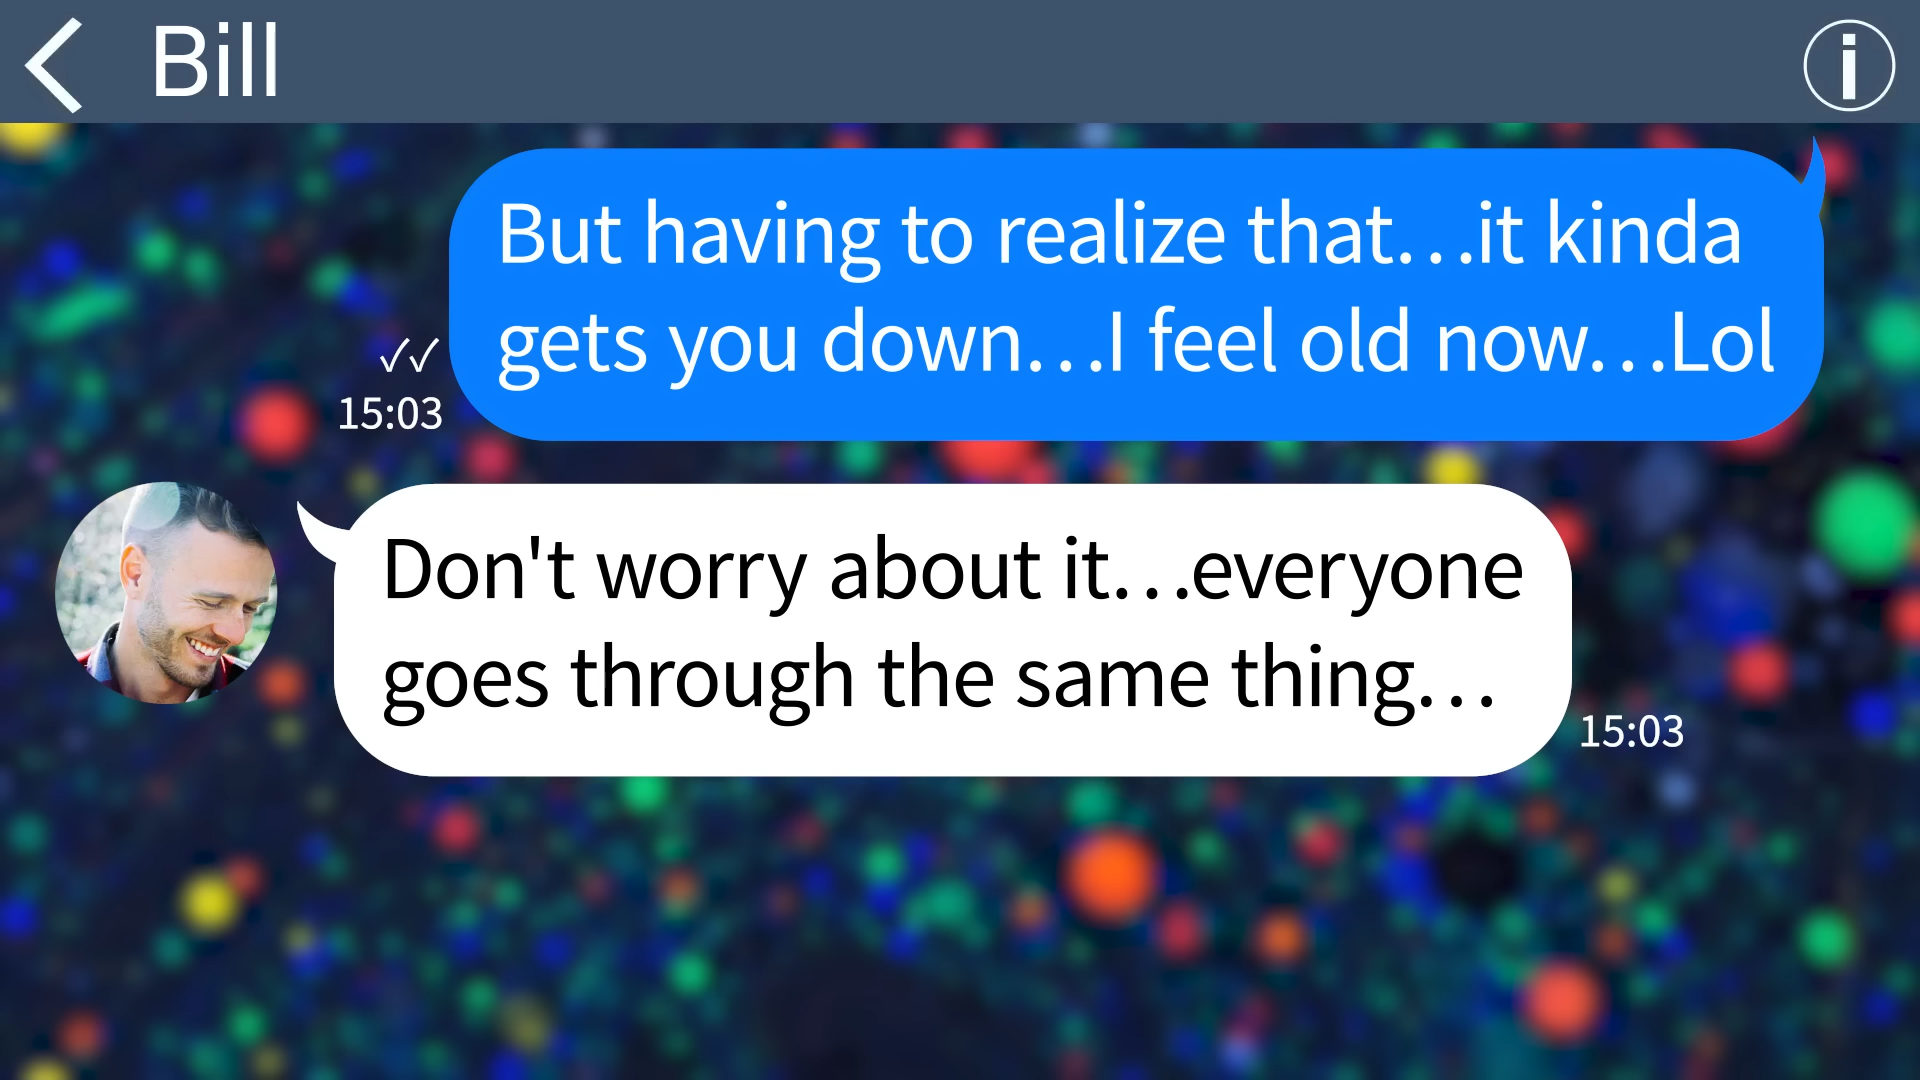 Bill
But having to realize that…it kinda
gets you down…I feel old now…Lol
✓✓
15:03
Don't worry about it…everyone
goes through the same thing…
15:03